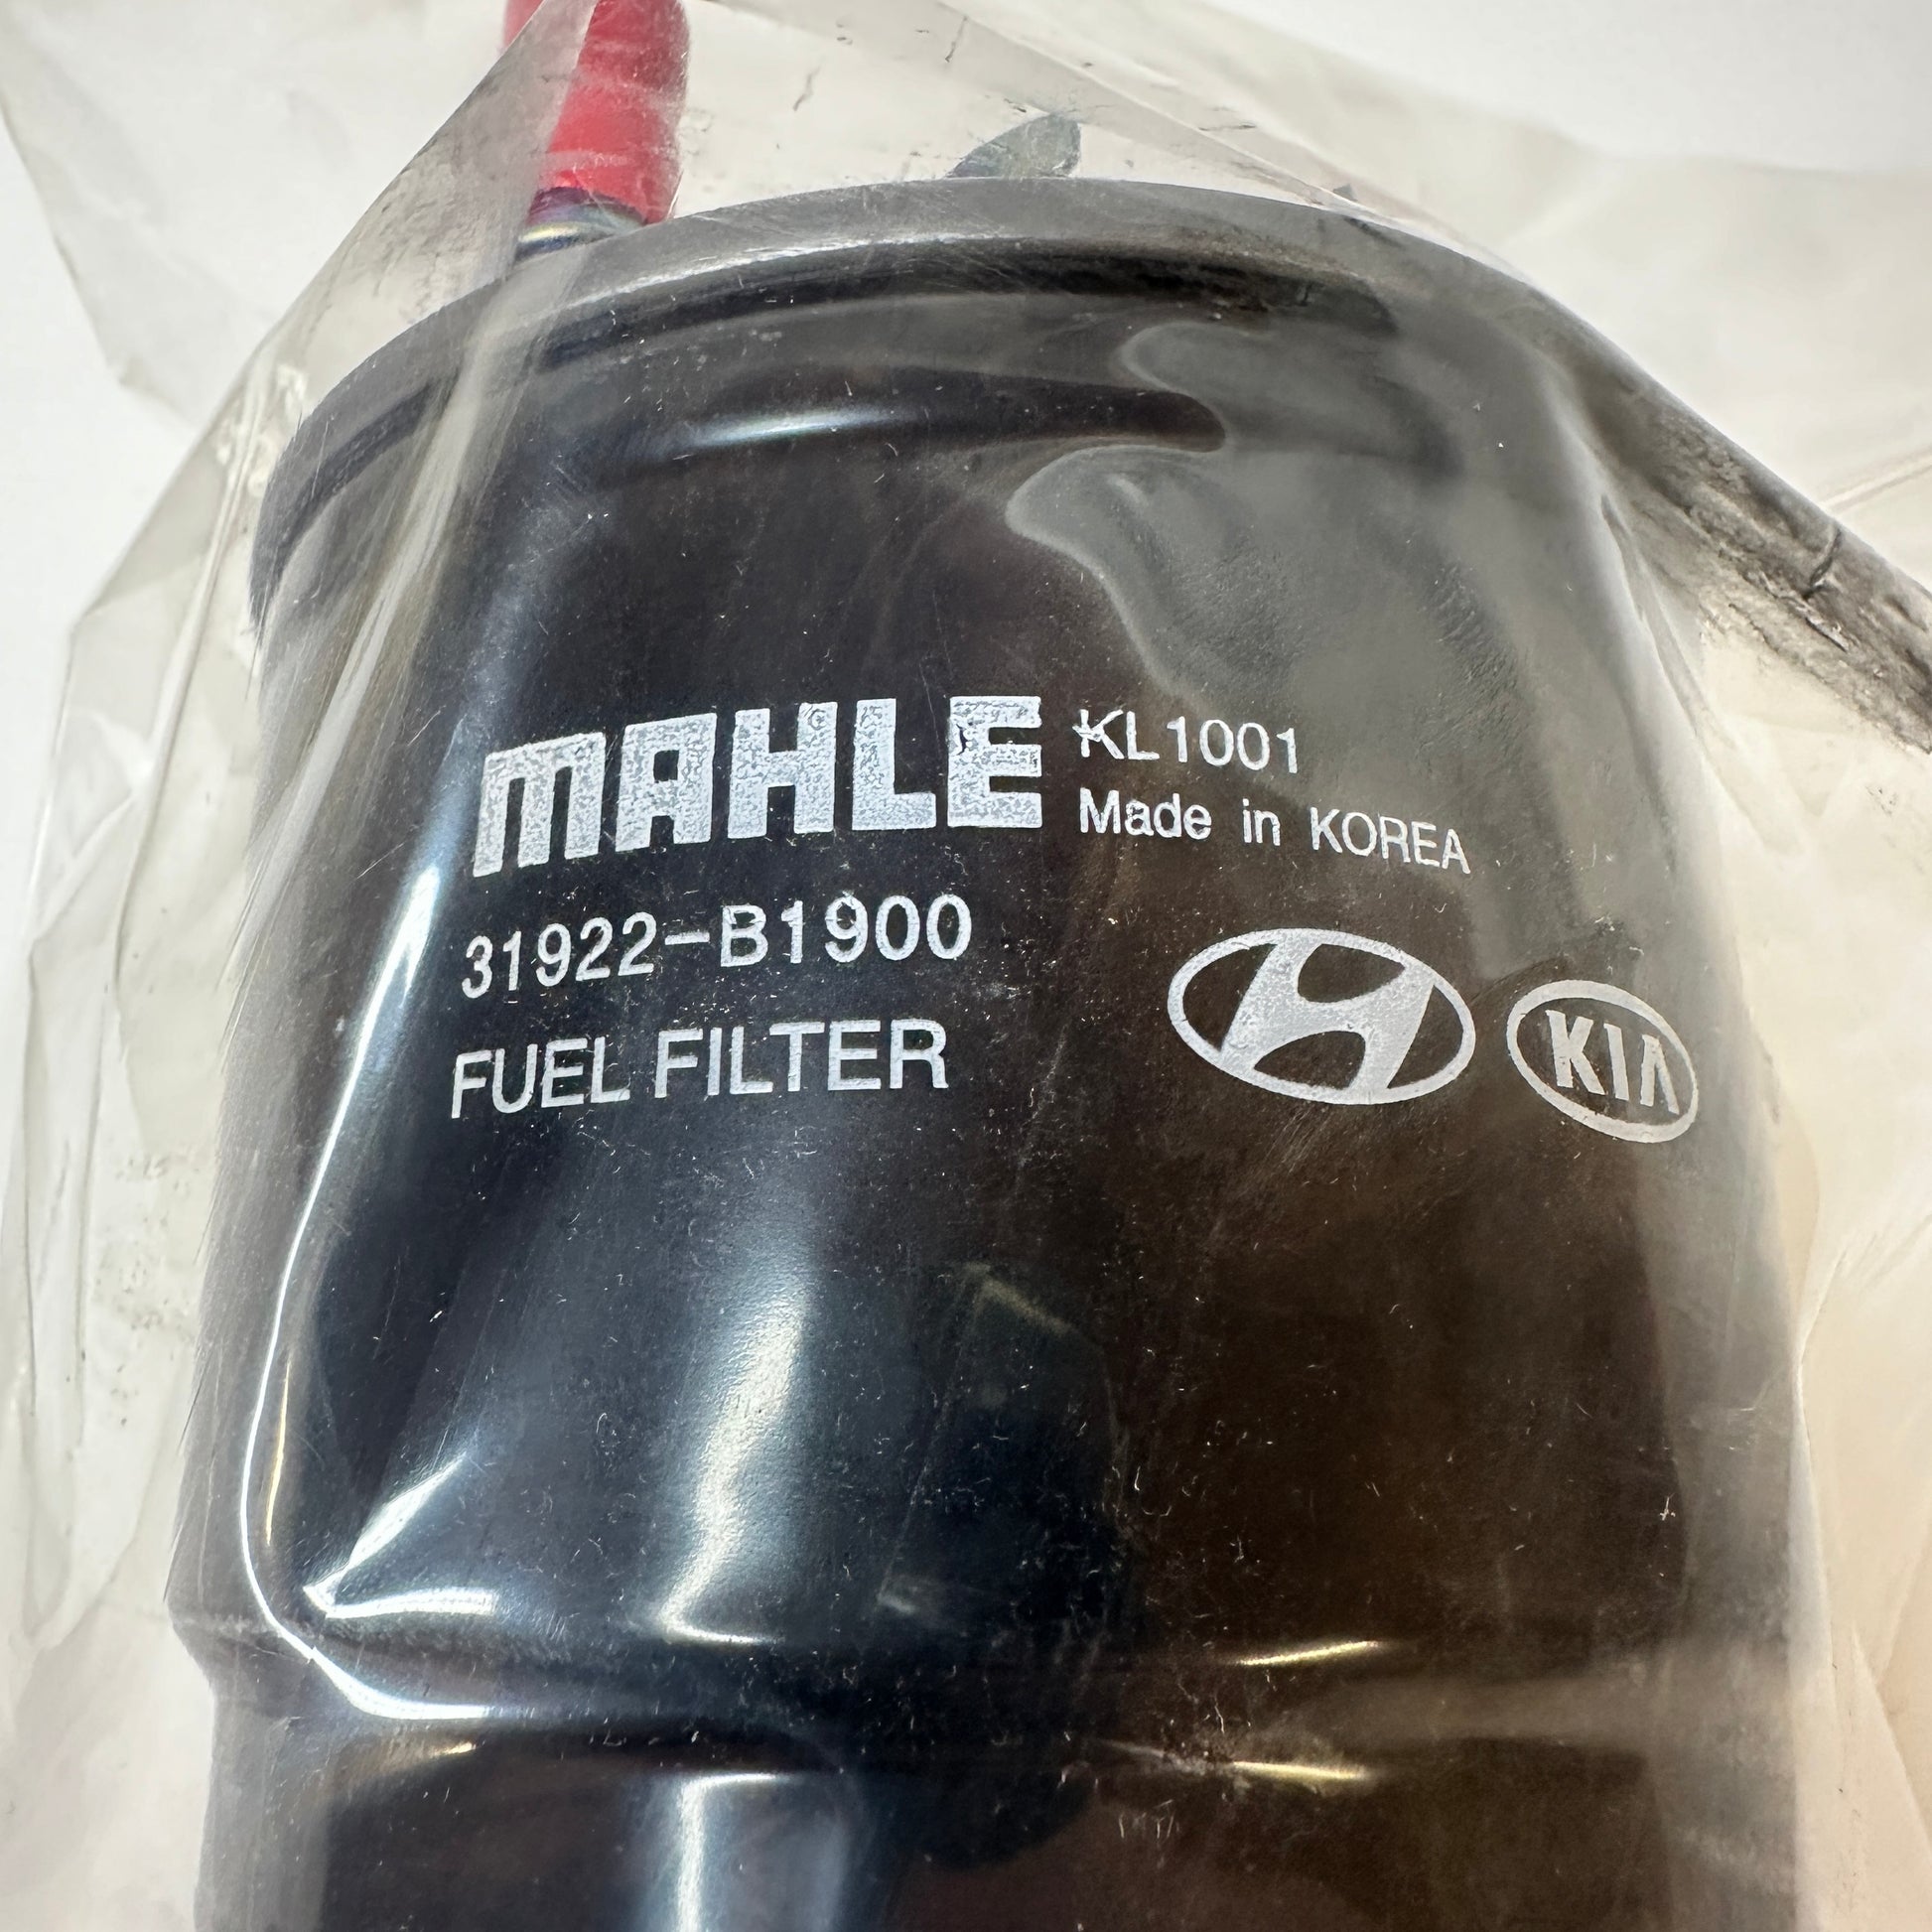 MAHLE KL1001
Made in KOREA
31922-B1900
FUEL FILTER
KIA